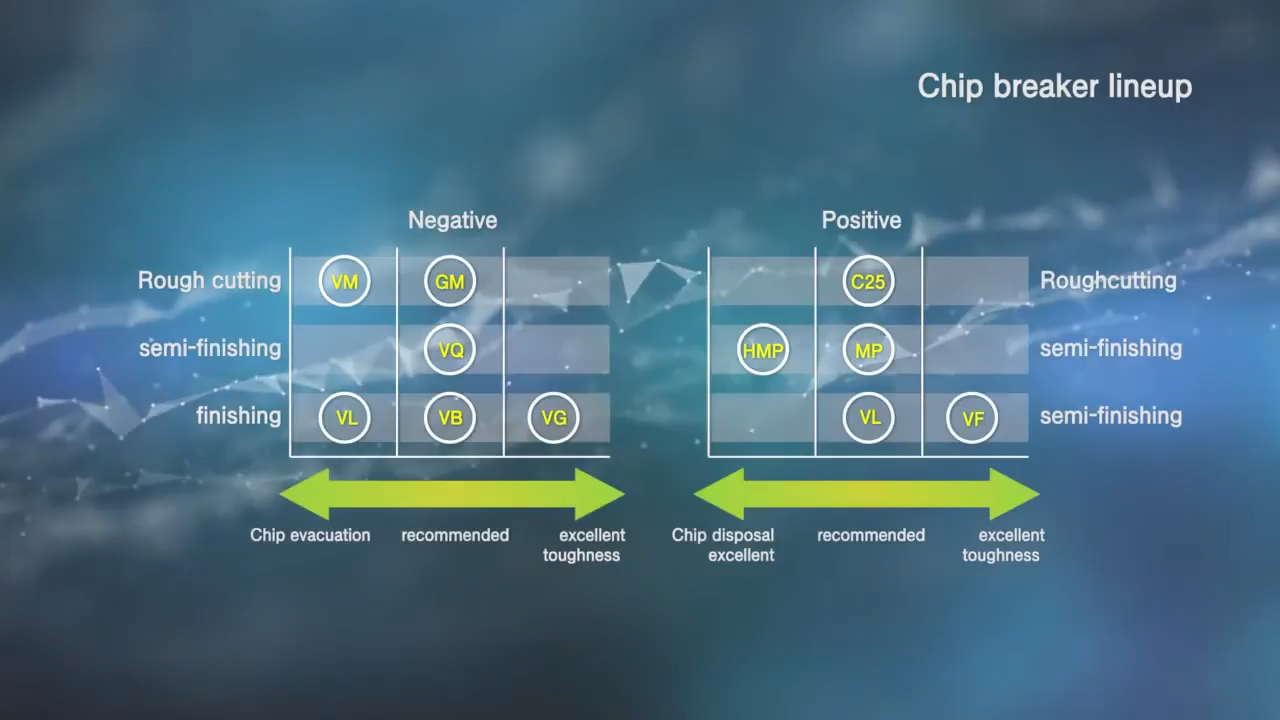 Chip breaker lineup
Negative
Rough cutting
VM
GM
semi-finishing
VQ
finishing
VL
VB
VG
Chip evacuation
recommended
excellent
toughness
Positive
C25
Roughcutting
HMP
MP
semi-finishing
VL
VF
semi-finishing
Chip disposal
excellent
recommended
excellent
toughness